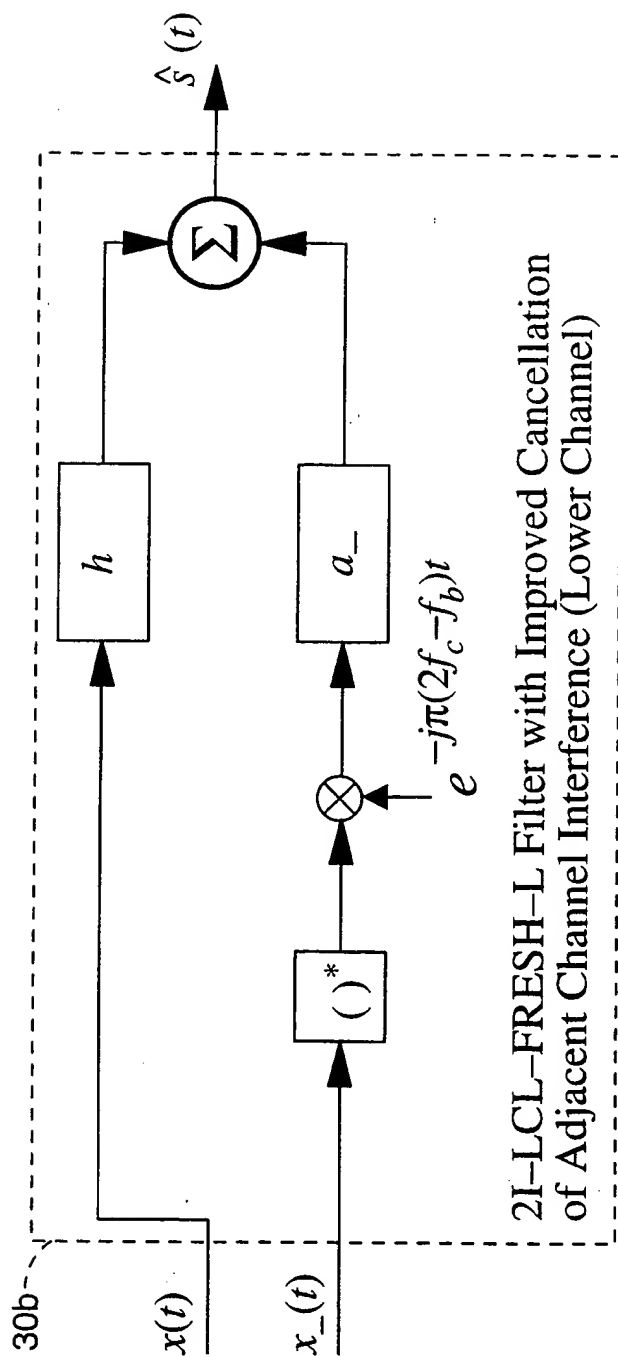 30b
x(t)
x_(t)
h
( )*
e^{-jπ(2f_c-f_b)t}
a_
Σ
ŝ (t)
2I–LCL–FRESH–L Filter with Improved Cancellation
of Adjacent Channel Interference (Lower Channel)